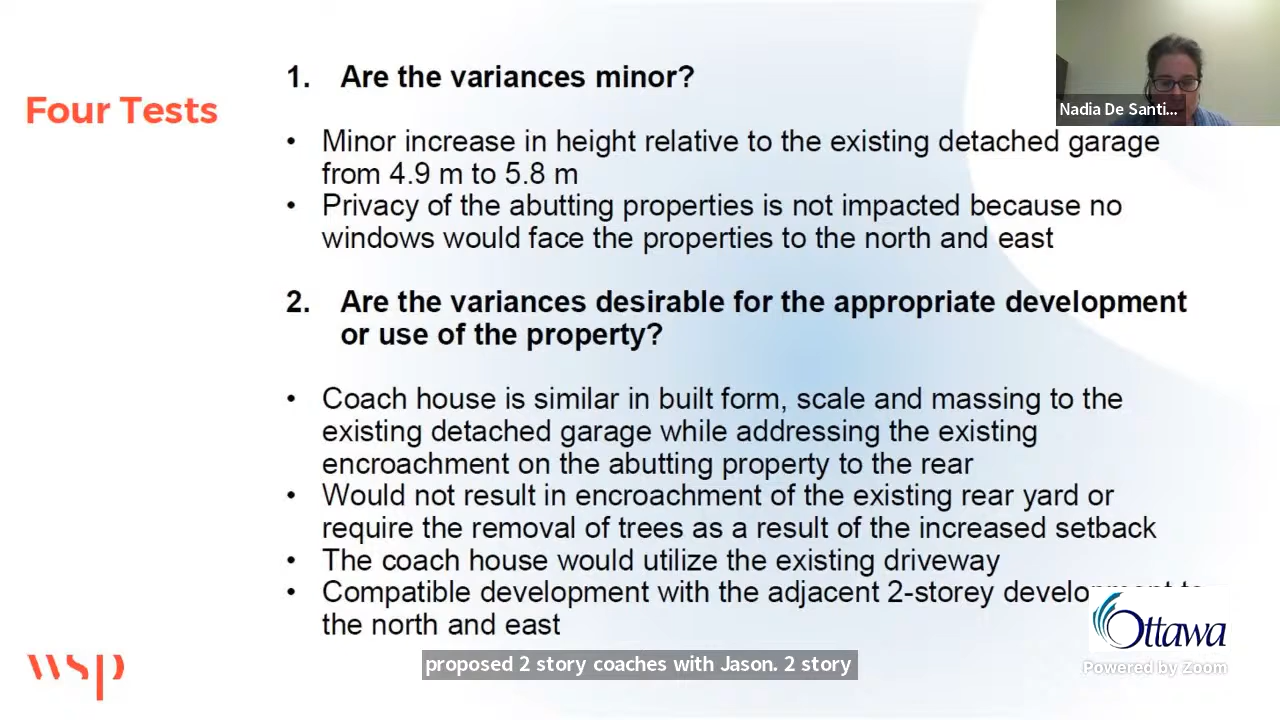 Four Tests
1. Are the variances minor?
• Minor increase in height relative to the existing detached garage
from 4.9 m to 5.8 m
• Privacy of the abutting properties is not impacted because no
windows would face the properties to the north and east
2. Are the variances desirable for the appropriate development
or use of the property?
• Coach house is similar in built form, scale and massing to the
existing detached garage while addressing the existing
encroachment on the abutting property to the rear
• Would not result in encroachment of the existing rear yard or
require the removal of trees as a result of the increased setback
• The coach house would utilize the existing driveway
• Compatible development with the adjacent 2-storey development to
the north and east
Nadia De Santi...
wsp
proposed 2 story coaches with Jason. 2 story
Ottawa
Powered by Zoom